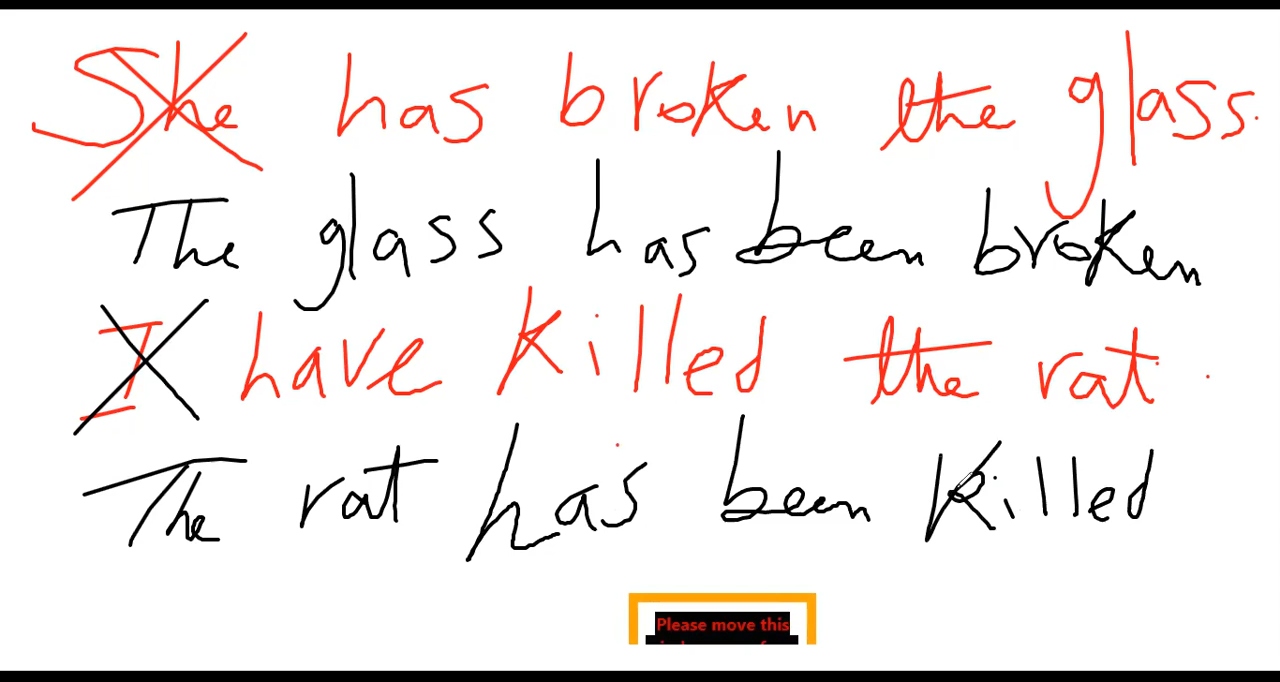 She has broken the glass.
The glass has been broken
I have killed the rat.
The rat has been killed
Please move this